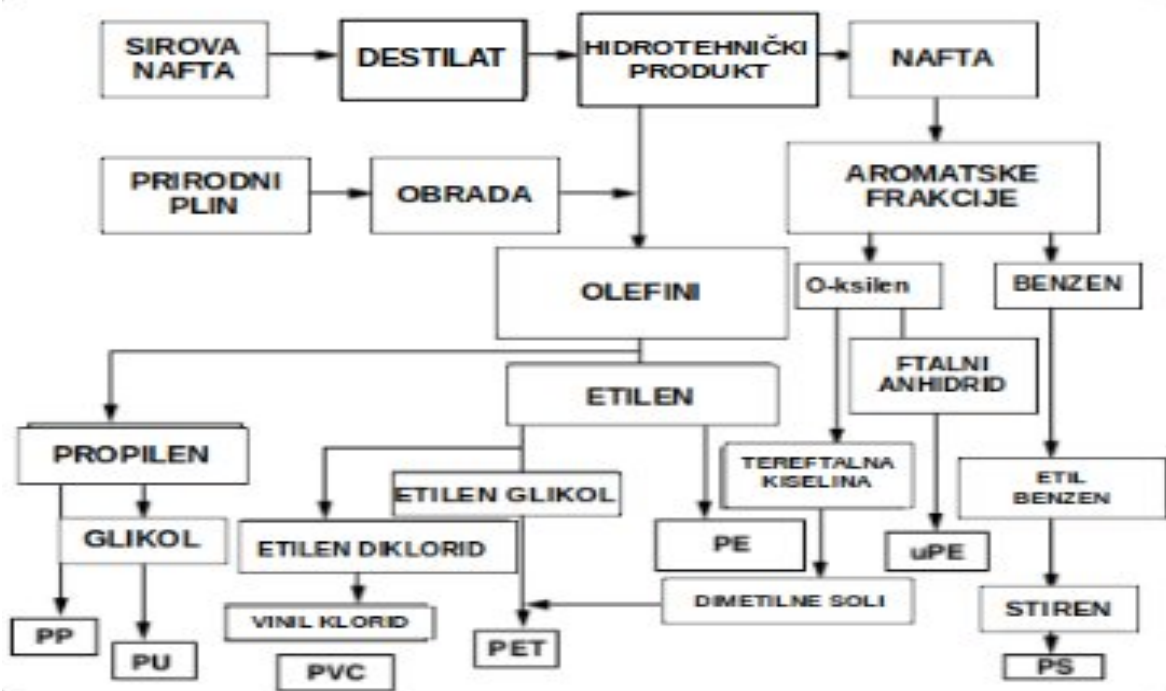 SIROVA
NAFTA
DESTILAT
HIDROTEHNIČKI
PRODUKT
NAFTA
PRIRODNI
PLIN
OBRADA
AROMATSKE
FRAKCIJE
OLEFINI
O-ksilen
BENZEN
ETILEN
FTALNI
ANHIDRID
PROPILEN
ETILEN GLIKOL
TEREFTALNA
KISELINA
ETIL
BENZEN
GLIKOL
ETILEN DIKLORID
PE
uPE
DIMETILNE SOLI
STIREN
PP
PU
VINIL KLORID
PVC
PET
PS